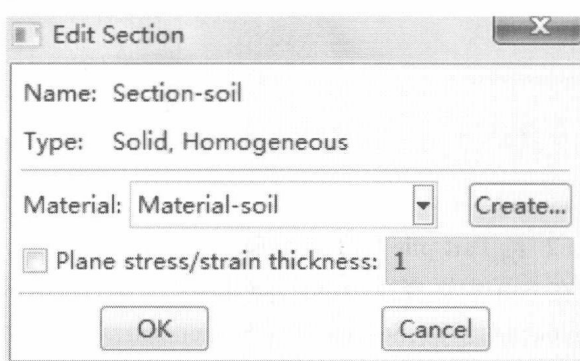 Edit Section
X
Name: Section-soil
Type: Solid, Homogeneous
Material: Material-soil Create...
Plane stress/strain thickness: 1
OK Cancel